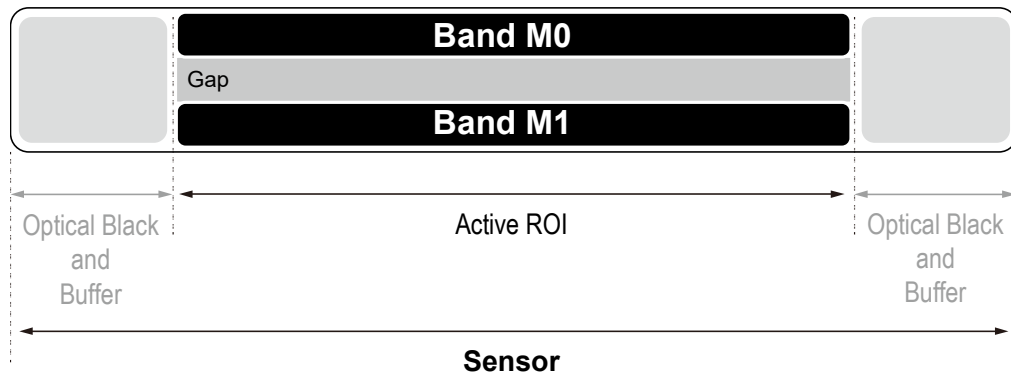 Band M0
Gap
Band M1
Optical Black
and
Buffer
Active ROI
Optical Black
and
Buffer
Sensor